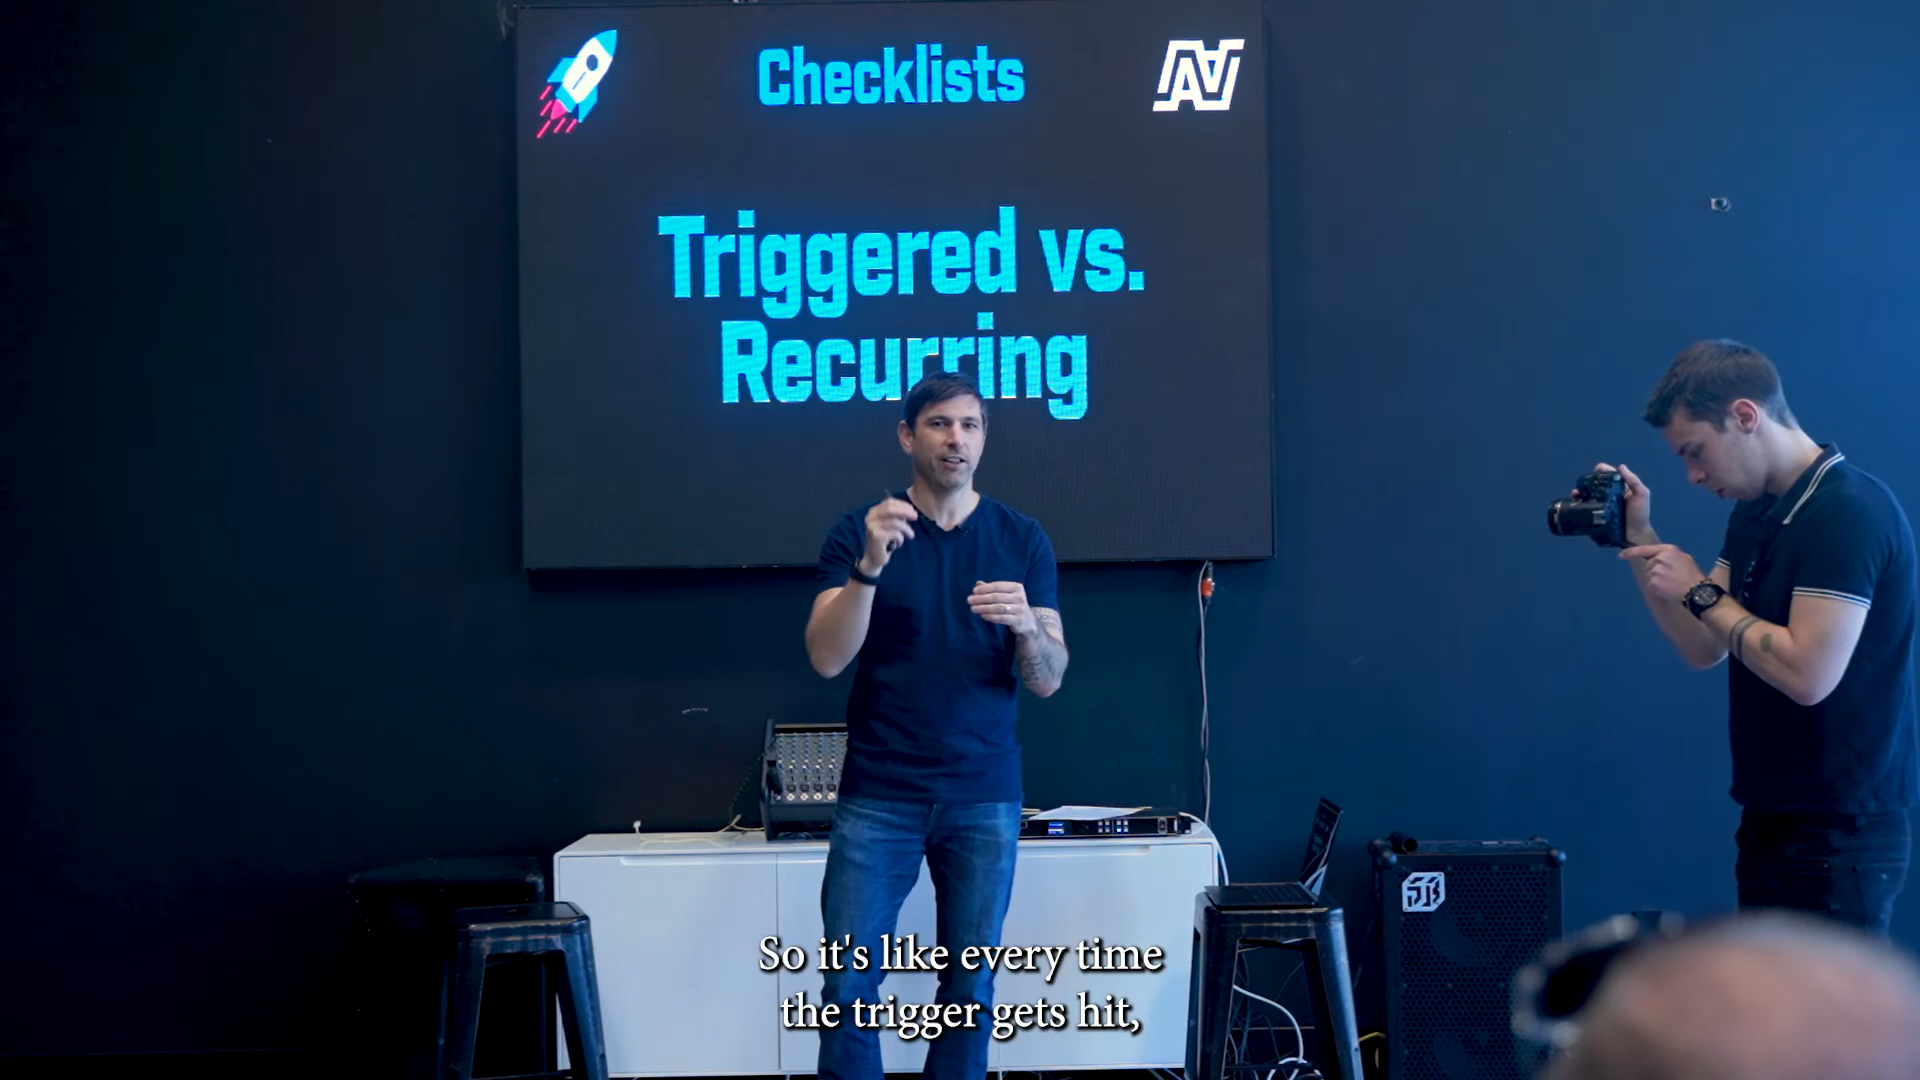 Checklists
Triggered vs.
Recurring
So it's like every time
the trigger gets hit,